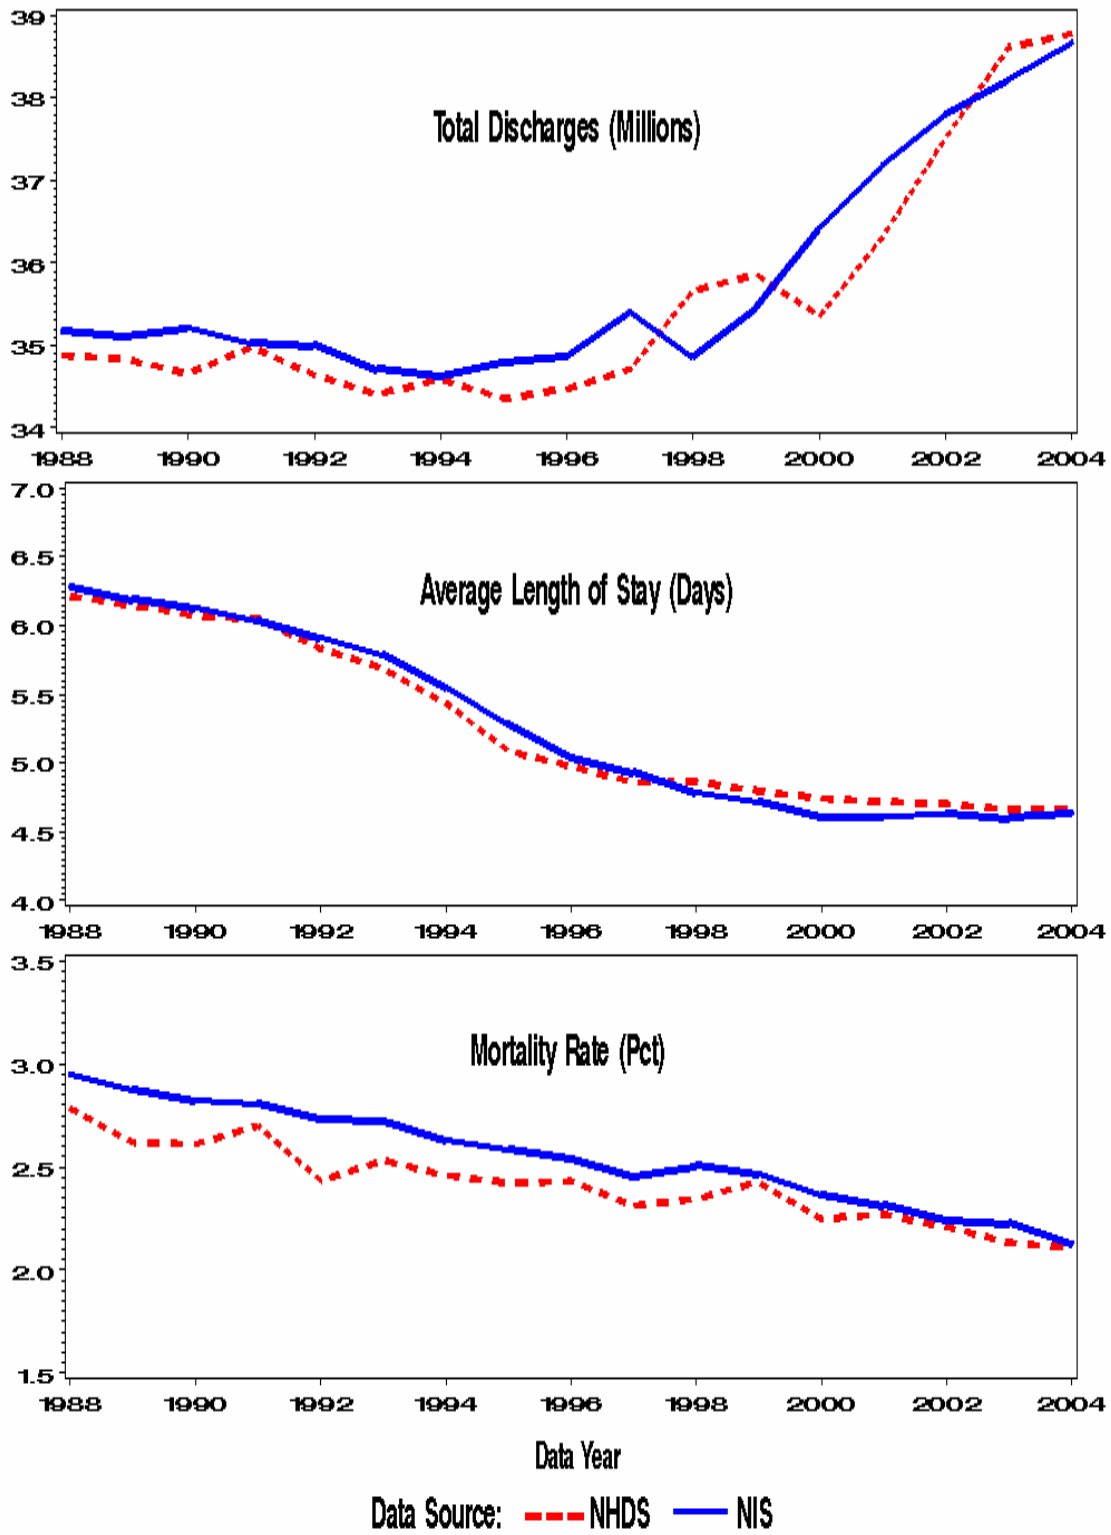 39
Total Discharges (Millions)
38
37
36
35
34
1988 1990 1992 1994 1996 1998 2000 2002 2004
7.0
6.5
Average Length of Stay (Days)
6.0
5.5
5.0
4.5
4.0
1988 1990 1992 1994 1996 1998 2000 2002 2004
3.5
Mortality Rate (Pct)
3.0
2.5
2.0
1.5
1988 1990 1992 1994 1996 1998 2000 2002 2004
Data Year
Data Source: NHDS NIS